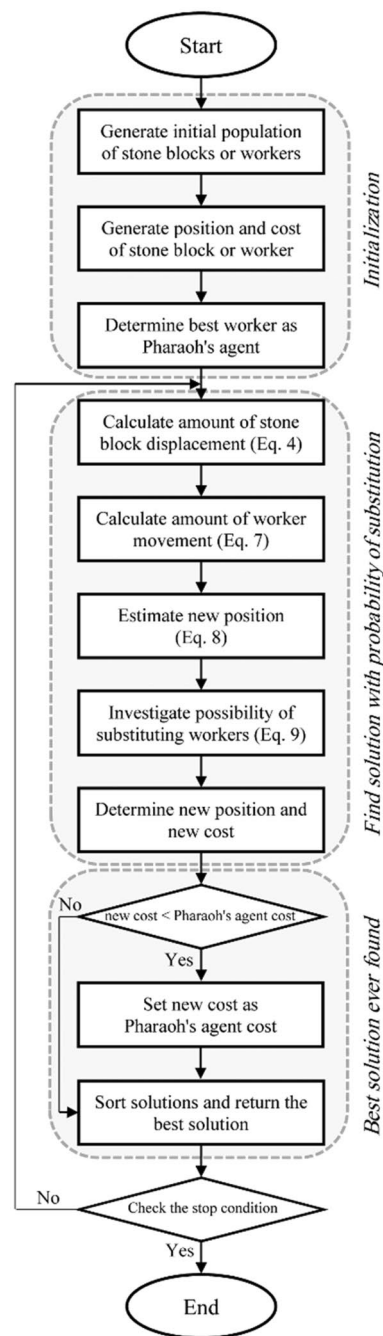 Start
Generate initial population
of stone blocks or workers
Generate position and cost
of stone block or worker
Determine best worker as
Pharaoh's agent
Initialization
Calculate amount of stone
block displacement (Eq. 4)
Calculate amount of worker
movement (Eq. 7)
Estimate new position
(Eq. 8)
Investigate possibility of
substituting workers (Eq. 9)
Determine new position and
new cost
Find solution with probability of substitution
new cost < Pharaoh's agent cost
No
Yes
Set new cost as
Pharaoh's agent cost
Sort solutions and return the
best solution
Best solution ever found
Check the stop condition
No
Yes
End